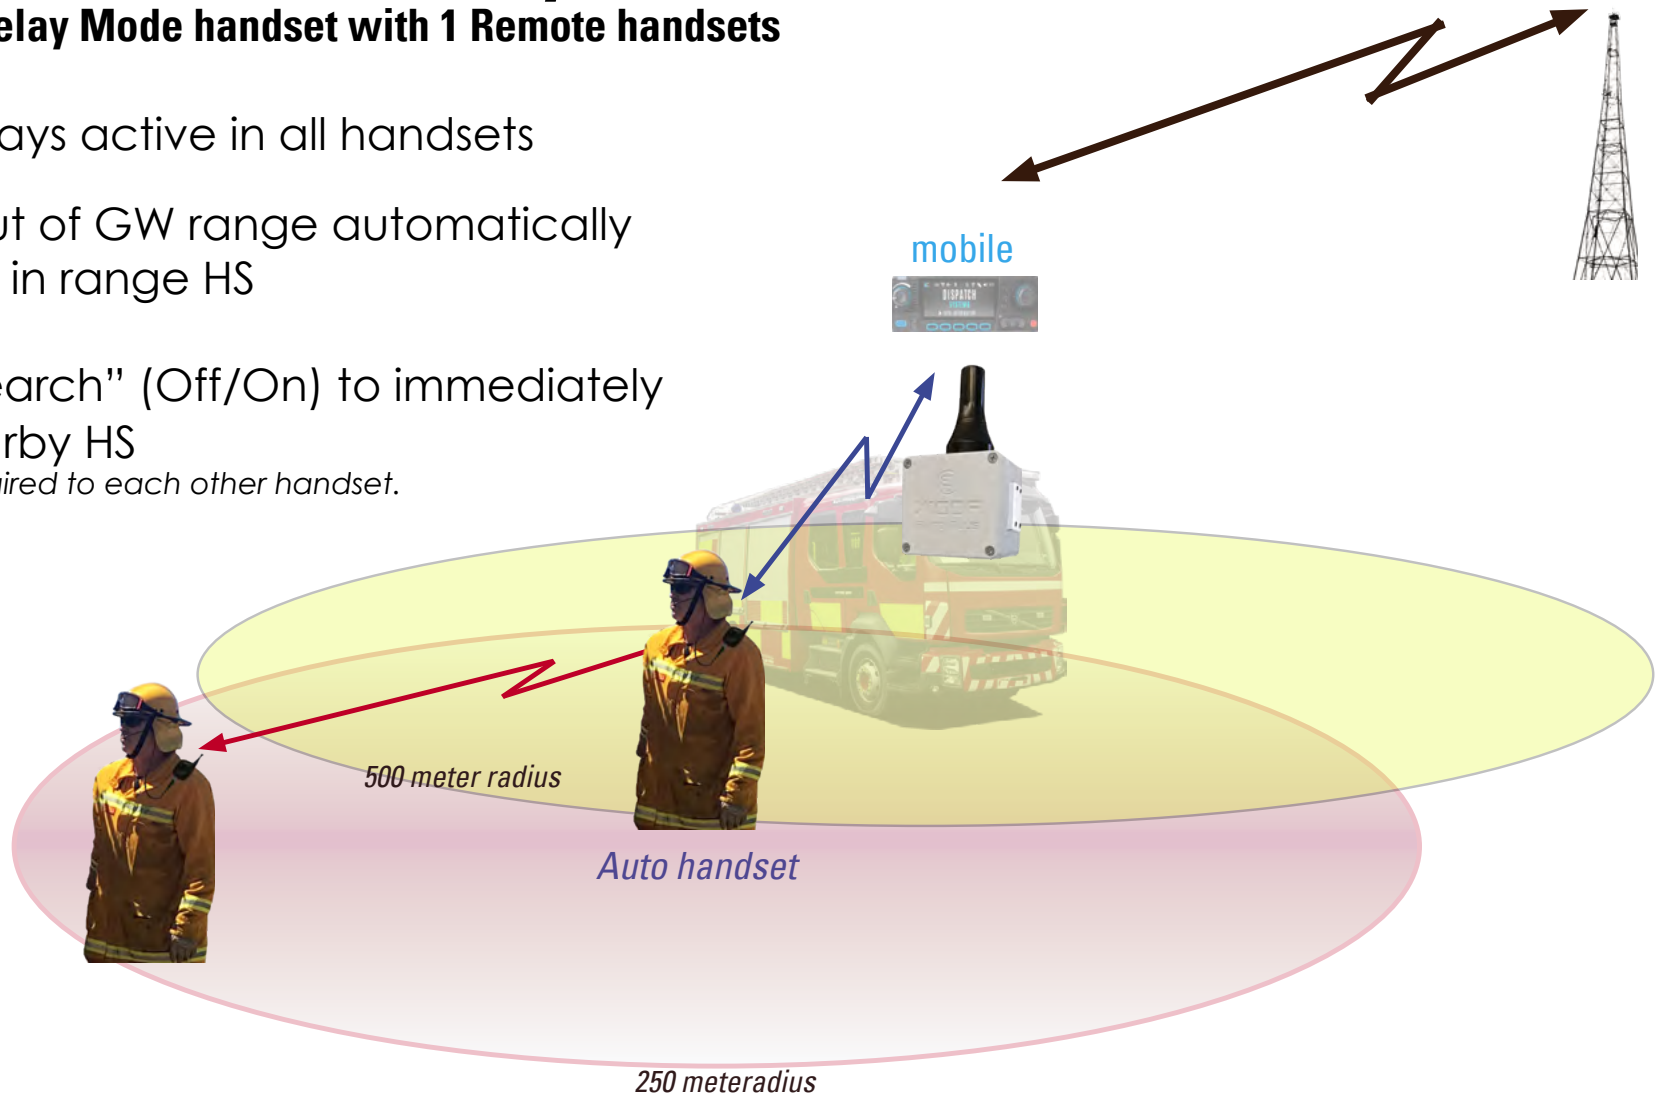 elay Mode handset with 1 Remote handsets
ays active in all handsets
ut of GW range automatically
in range HS
earch” (Off/On) to immediately
rby HS
ired to each other handset.
mobile
DISPATCH
500 meter radius
Auto handset
250 meteradius